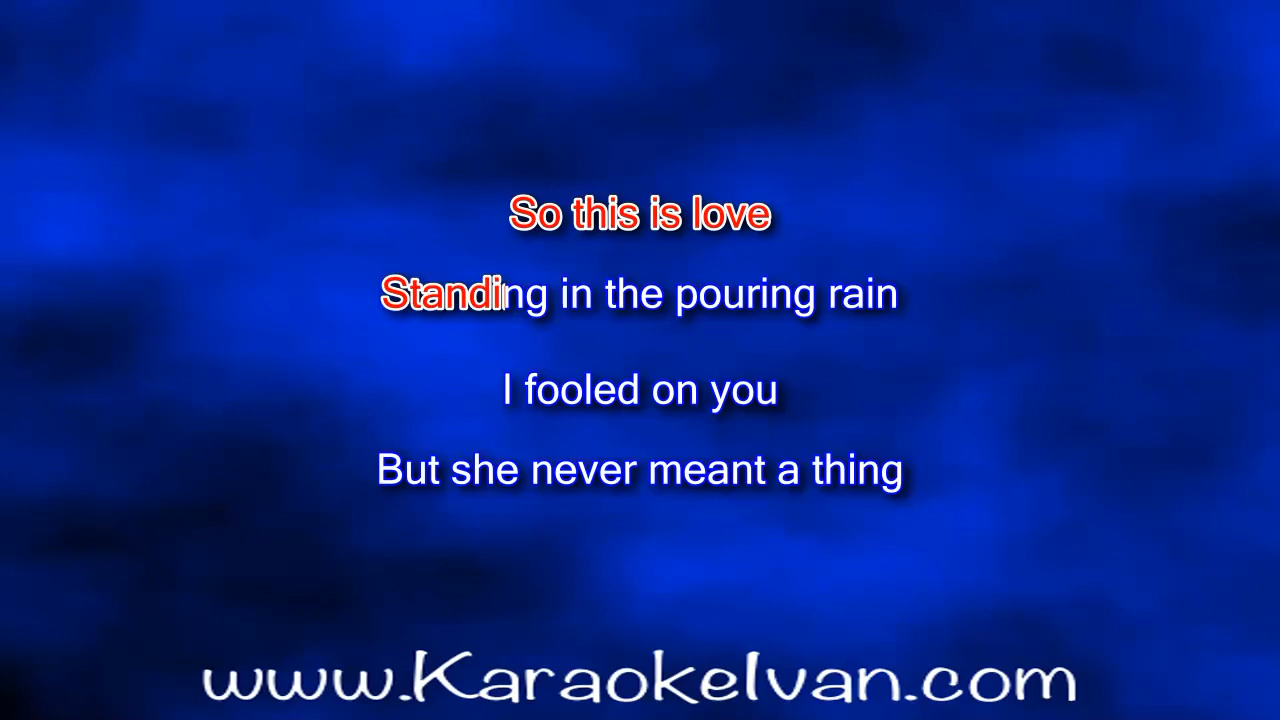 So this is love
Standing in the pouring rain
I fooled on you
But she never meant a thing
www.KaraokeIvan.com